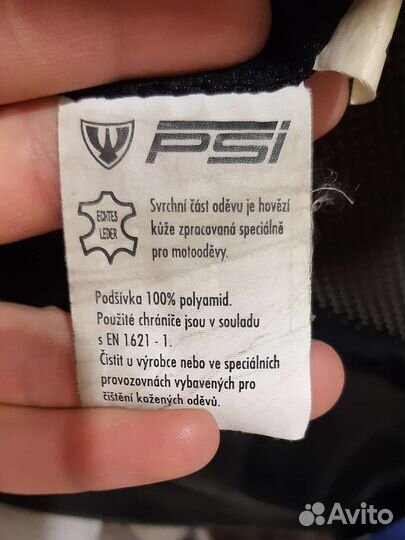 PSi
ECHTES
LEDER
Svrchní část oděvu je hovězí
kůže zpracovaná speciálně
pro motooděvy.
Podšívka 100% polyamid.
Použité chrániče jsou v souladu
s EN 1621 - 1.
Čistit u výrobce nebo ve speciálních
provozovnách vybavených pro
čištění kožených oděvů.
Avito